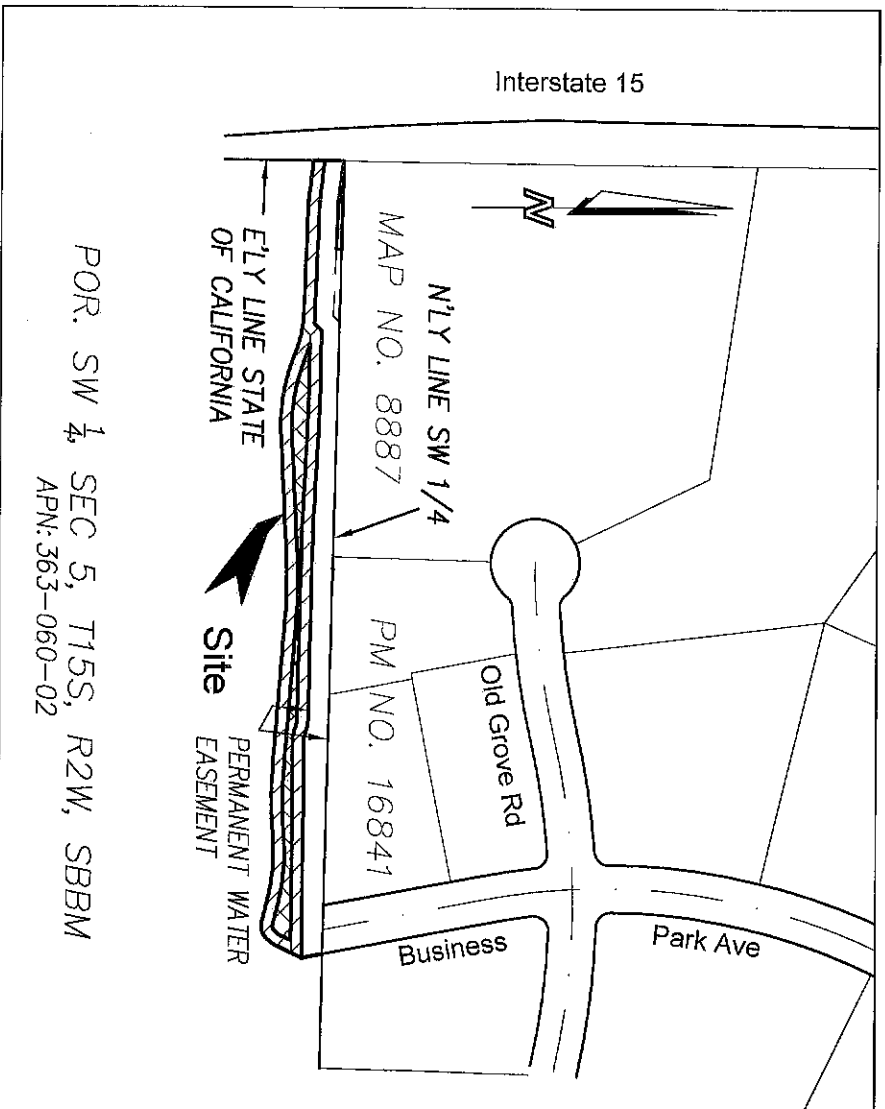 Interstate 15
N
MAP NO. 8887
N'LY LINE SW 1/4
E'LY LINE STATE
OF CALIFORNIA
Old Grove Rd
PM NO. 16841
Site
PERMANENT WATER
EASEMENT
Business
Park Ave
POR. SW 1/4, SEC 5, T15S, R2W, SBBM
APN: 363-060-02